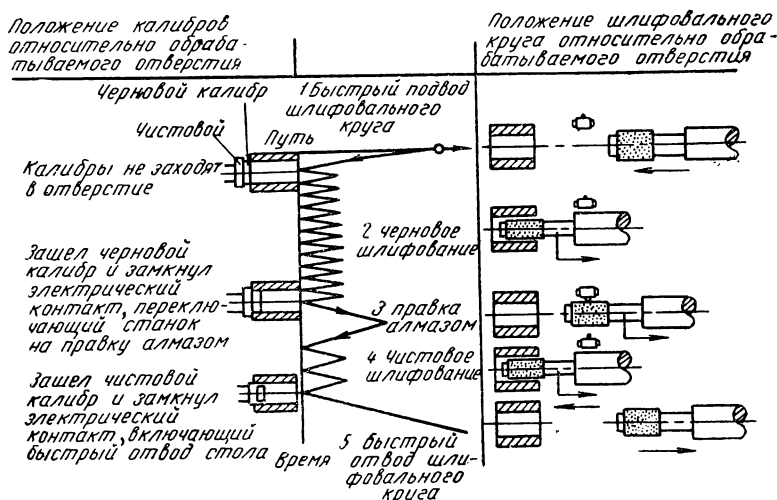 Положение калибров
относительно обраба-
тываемого отверстия
Положение шлифовального
круга относительно обра-
батываемого отверстия
Черновой калибр
Чистовой
Калибры не заходят
в отверстие
Зашел черновой
калибр и замкнул
электрический
контакт, переклю-
чающий станок
на правку алмазом
Зашел чистовой
калибр и замкнул
электрический
контакт, включающий
быстрый отвод стола
1 Быстрый подвод
шлифовального
круга
Путь
2 черновое
шлифование
3 правка
алмазом
4 Чистовое
шлифование
Время
5 быстрый
отвод шли-
фовального
круга